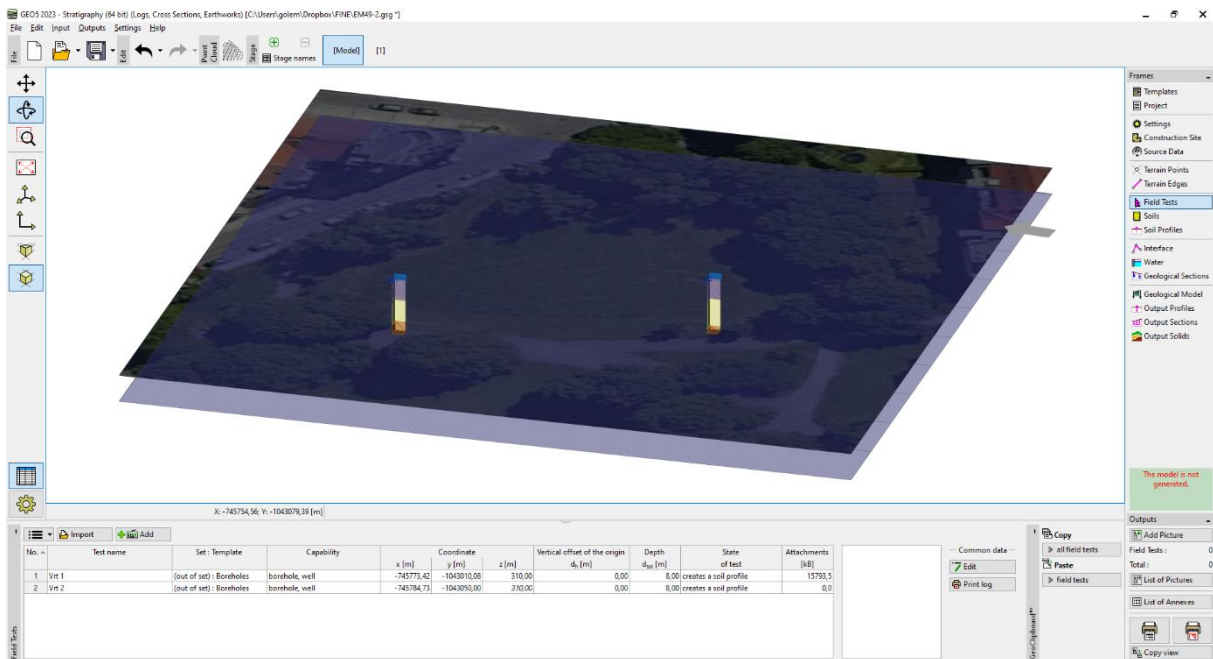 GEO5 2023 - Stratigraphy (64 bit) (Logs, Cross Sections, Earthworks) [C:\Users\golem\Dropbox\FINE\EM49-2.gsg *]
File Edit Input Outputs Settings Help
File
Edit
Point Cloud
Stage
Stage names
[Model]
[1]
Frames
Templates
Project
Settings
Construction Site
Source Data
Terrain Points
Terrain Edges
Field Tests
Soils
Soil Profiles
Interface
Water
Geological Sections
Geological Model
Output Profiles
Output Sections
Output Solids
The model is not
generated.
X: -745754,56; Y: -1043079,39 [m]
Import Add
No. Test name Set : Template Capability Coordinate Vertical offset of the origin Depth State Attachments
x [m] y [m] z [m] dh [m] dtot [m] of test [kB]
1 Vrt 1 (out of set) : Boreholes borehole, well -745773,42 -1043010,08 310,00 0,00 8,00 creates a soil profile 15793,5
2 Vrt 2 (out of set) : Boreholes borehole, well -745784,73 -1043050,00 310,00 0,00 8,00 creates a soil profile 0,0
Field Tests
Common data
Edit
Print log
GeoClipboard™
Copy
all field tests
Paste
field tests
Outputs
Add Picture
Field Tests : 0
Total : 0
List of Pictures
List of Annexes
Copy view